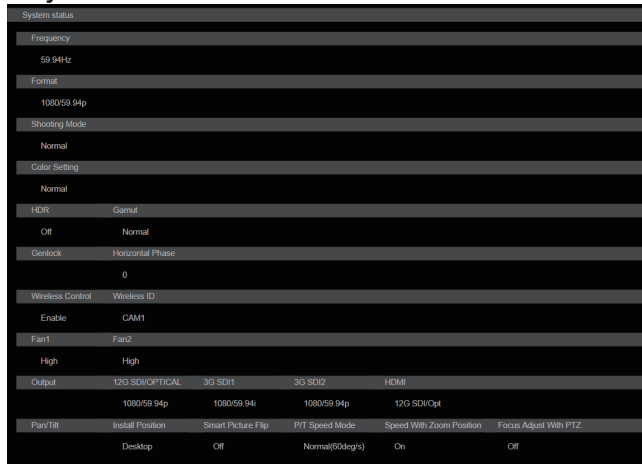 System status
Frequency
59.94Hz
Format
1080/59.94p
Shooting Mode
Normal
Color Setting
Normal
HDR Gamut
Off Normal
Genlock Horizontal Phase
0
Wireless Control Wireless ID
Enable CAM1
Fan1 Fan2
High High
Output 12G SDI/OPTICAL 3G SDI1 3G SDI2 HDMI
1080/59.94p 1080/59.94i 1080/59.94p 12G SDI/Opt
Pan/Tilt Install Position Smart Picture Flip P/T Speed Mode Speed With Zoom Position Focus Adjust With PTZ.
Desktop Off Normal(60deg/s) On Off